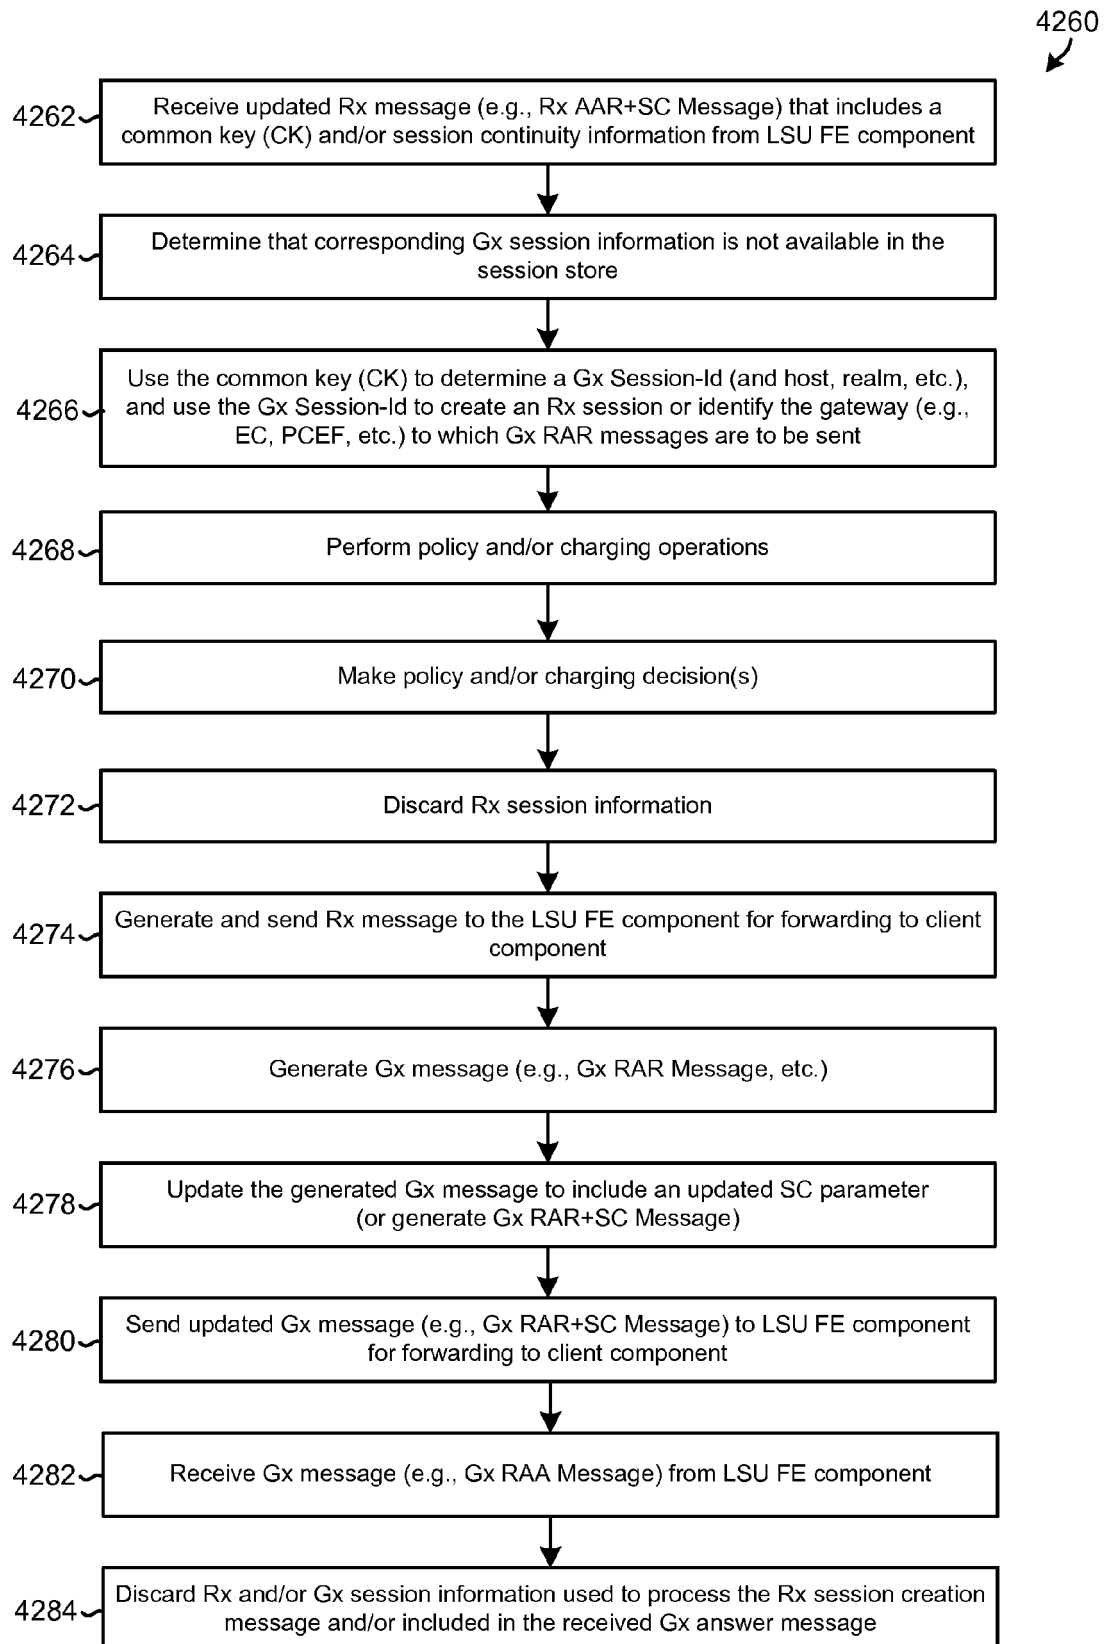 4260
4262
Receive updated Rx message (e.g., Rx AAR+SC Message) that includes a
common key (CK) and/or session continuity information from LSU FE component
4264
Determine that corresponding Gx session information is not available in the
session store
4266
Use the common key (CK) to determine a Gx Session-Id (and host, realm, etc.),
and use the Gx Session-Id to create an Rx session or identify the gateway (e.g.,
EC, PCEF, etc.) to which Gx RAR messages are to be sent
4268
Perform policy and/or charging operations
4270
Make policy and/or charging decision(s)
4272
Discard Rx session information
4274
Generate and send Rx message to the LSU FE component for forwarding to client
component
4276
Generate Gx message (e.g., Gx RAR Message, etc.)
4278
Update the generated Gx message to include an updated SC parameter
(or generate Gx RAR+SC Message)
4280
Send updated Gx message (e.g., Gx RAR+SC Message) to LSU FE component
for forwarding to client component
4282
Receive Gx message (e.g., Gx RAA Message) from LSU FE component
4284
Discard Rx and/or Gx session information used to process the Rx session creation
message and/or included in the received Gx answer message